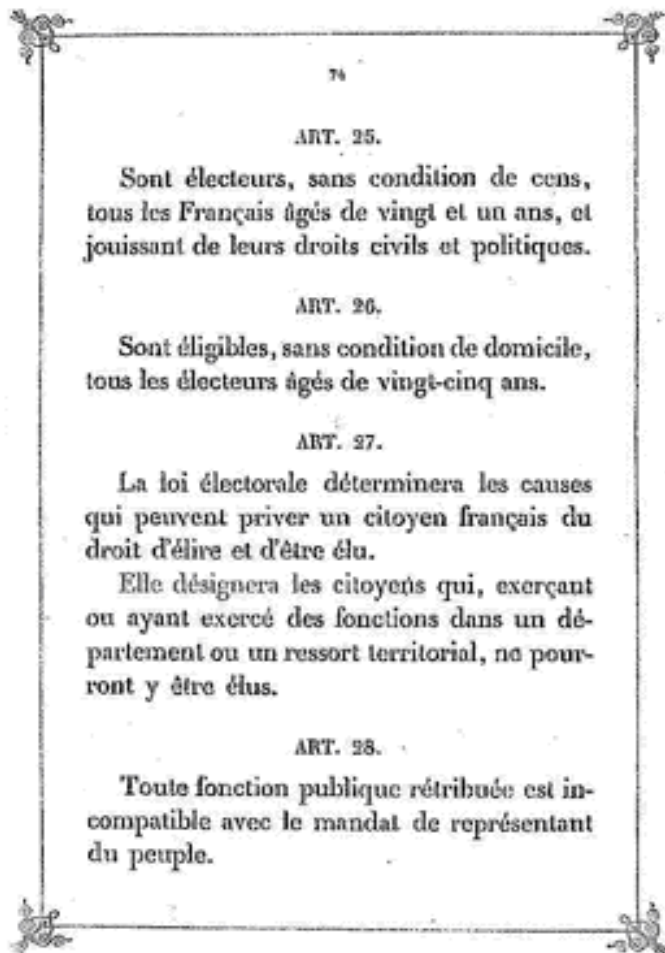 74
ART. 25.
Sont électeurs, sans condition de cens,
tous les Français âgés de vingt et un ans, et
jouissant de leurs droits civils et politiques.
ART. 26.
Sont éligibles, sans condition de domicile,
tous les électeurs âgés de vingt-cinq ans.
ART. 27.
La loi électorale déterminera les causes
qui peuvent priver un citoyen français du
droit d'élire et d'être élu.
Elle désignera les citoyens qui, exerçant
ou ayant exercé des fonctions dans un dé-
partement ou un ressort territorial, ne pour-
ront y être élus.
ART. 28.
Toute fonction publique rétribuée est in-
compatible avec le mandat de représentant
du peuple.